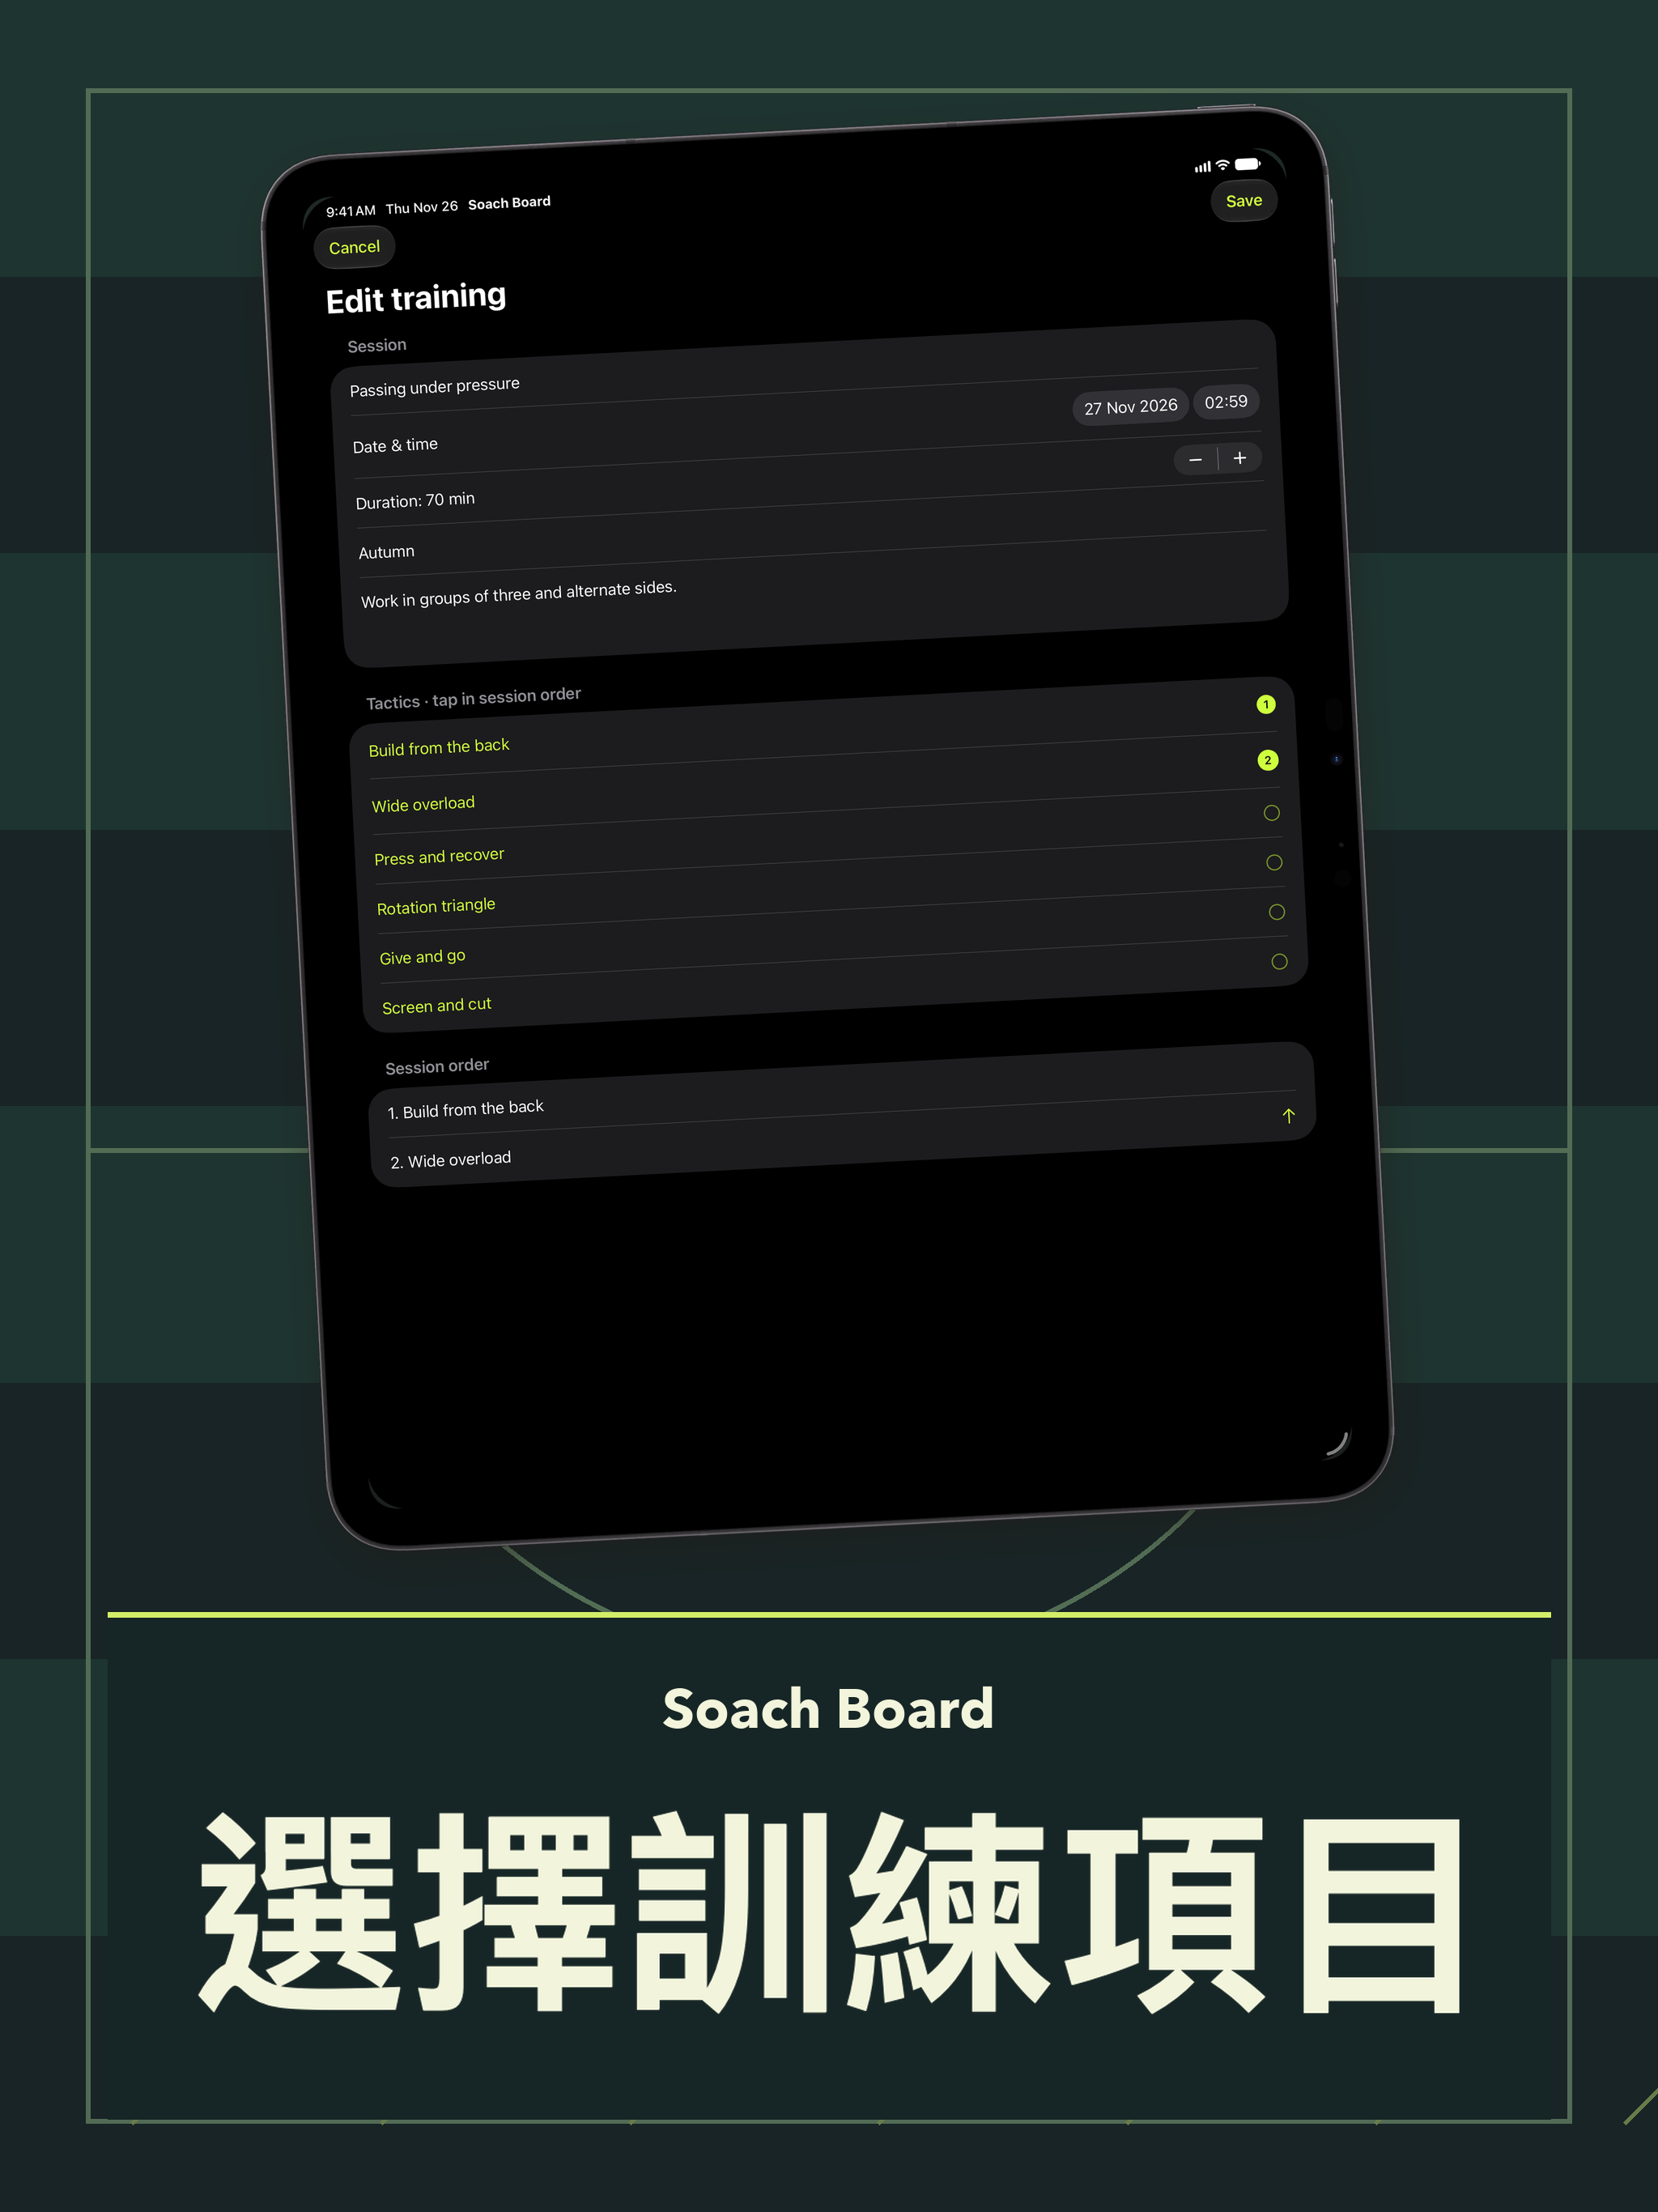 9:41 AM Thu Nov 26 Soach Board
Cancel
Save
Edit training
Session
Passing under pressure
Date & time
27 Nov 2026 02:59
Duration: 70 min
− +
Autumn
Work in groups of three and alternate sides.
Tactics · tap in session order
Build from the back
1
Wide overload
2
Press and recover
Rotation triangle
Give and go
Screen and cut
Session order
1. Build from the back
2. Wide overload
Soach Board
選擇訓練項目